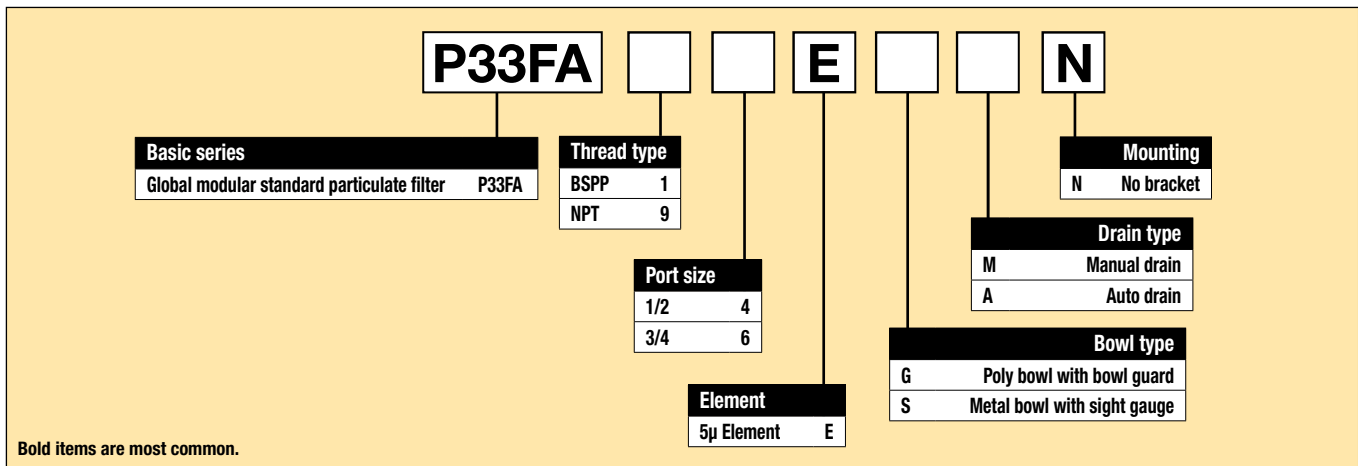 P33FA E N
Basic series
Global modular standard particulate filter P33FA
Thread type
BSPP 1
NPT 9
Mounting
N No bracket
Drain type
M Manual drain
A Auto drain
Port size
1/2 4
3/4 6
Bowl type
G Poly bowl with bowl guard
S Metal bowl with sight gauge
Element
5µ Element E
Bold items are most common.